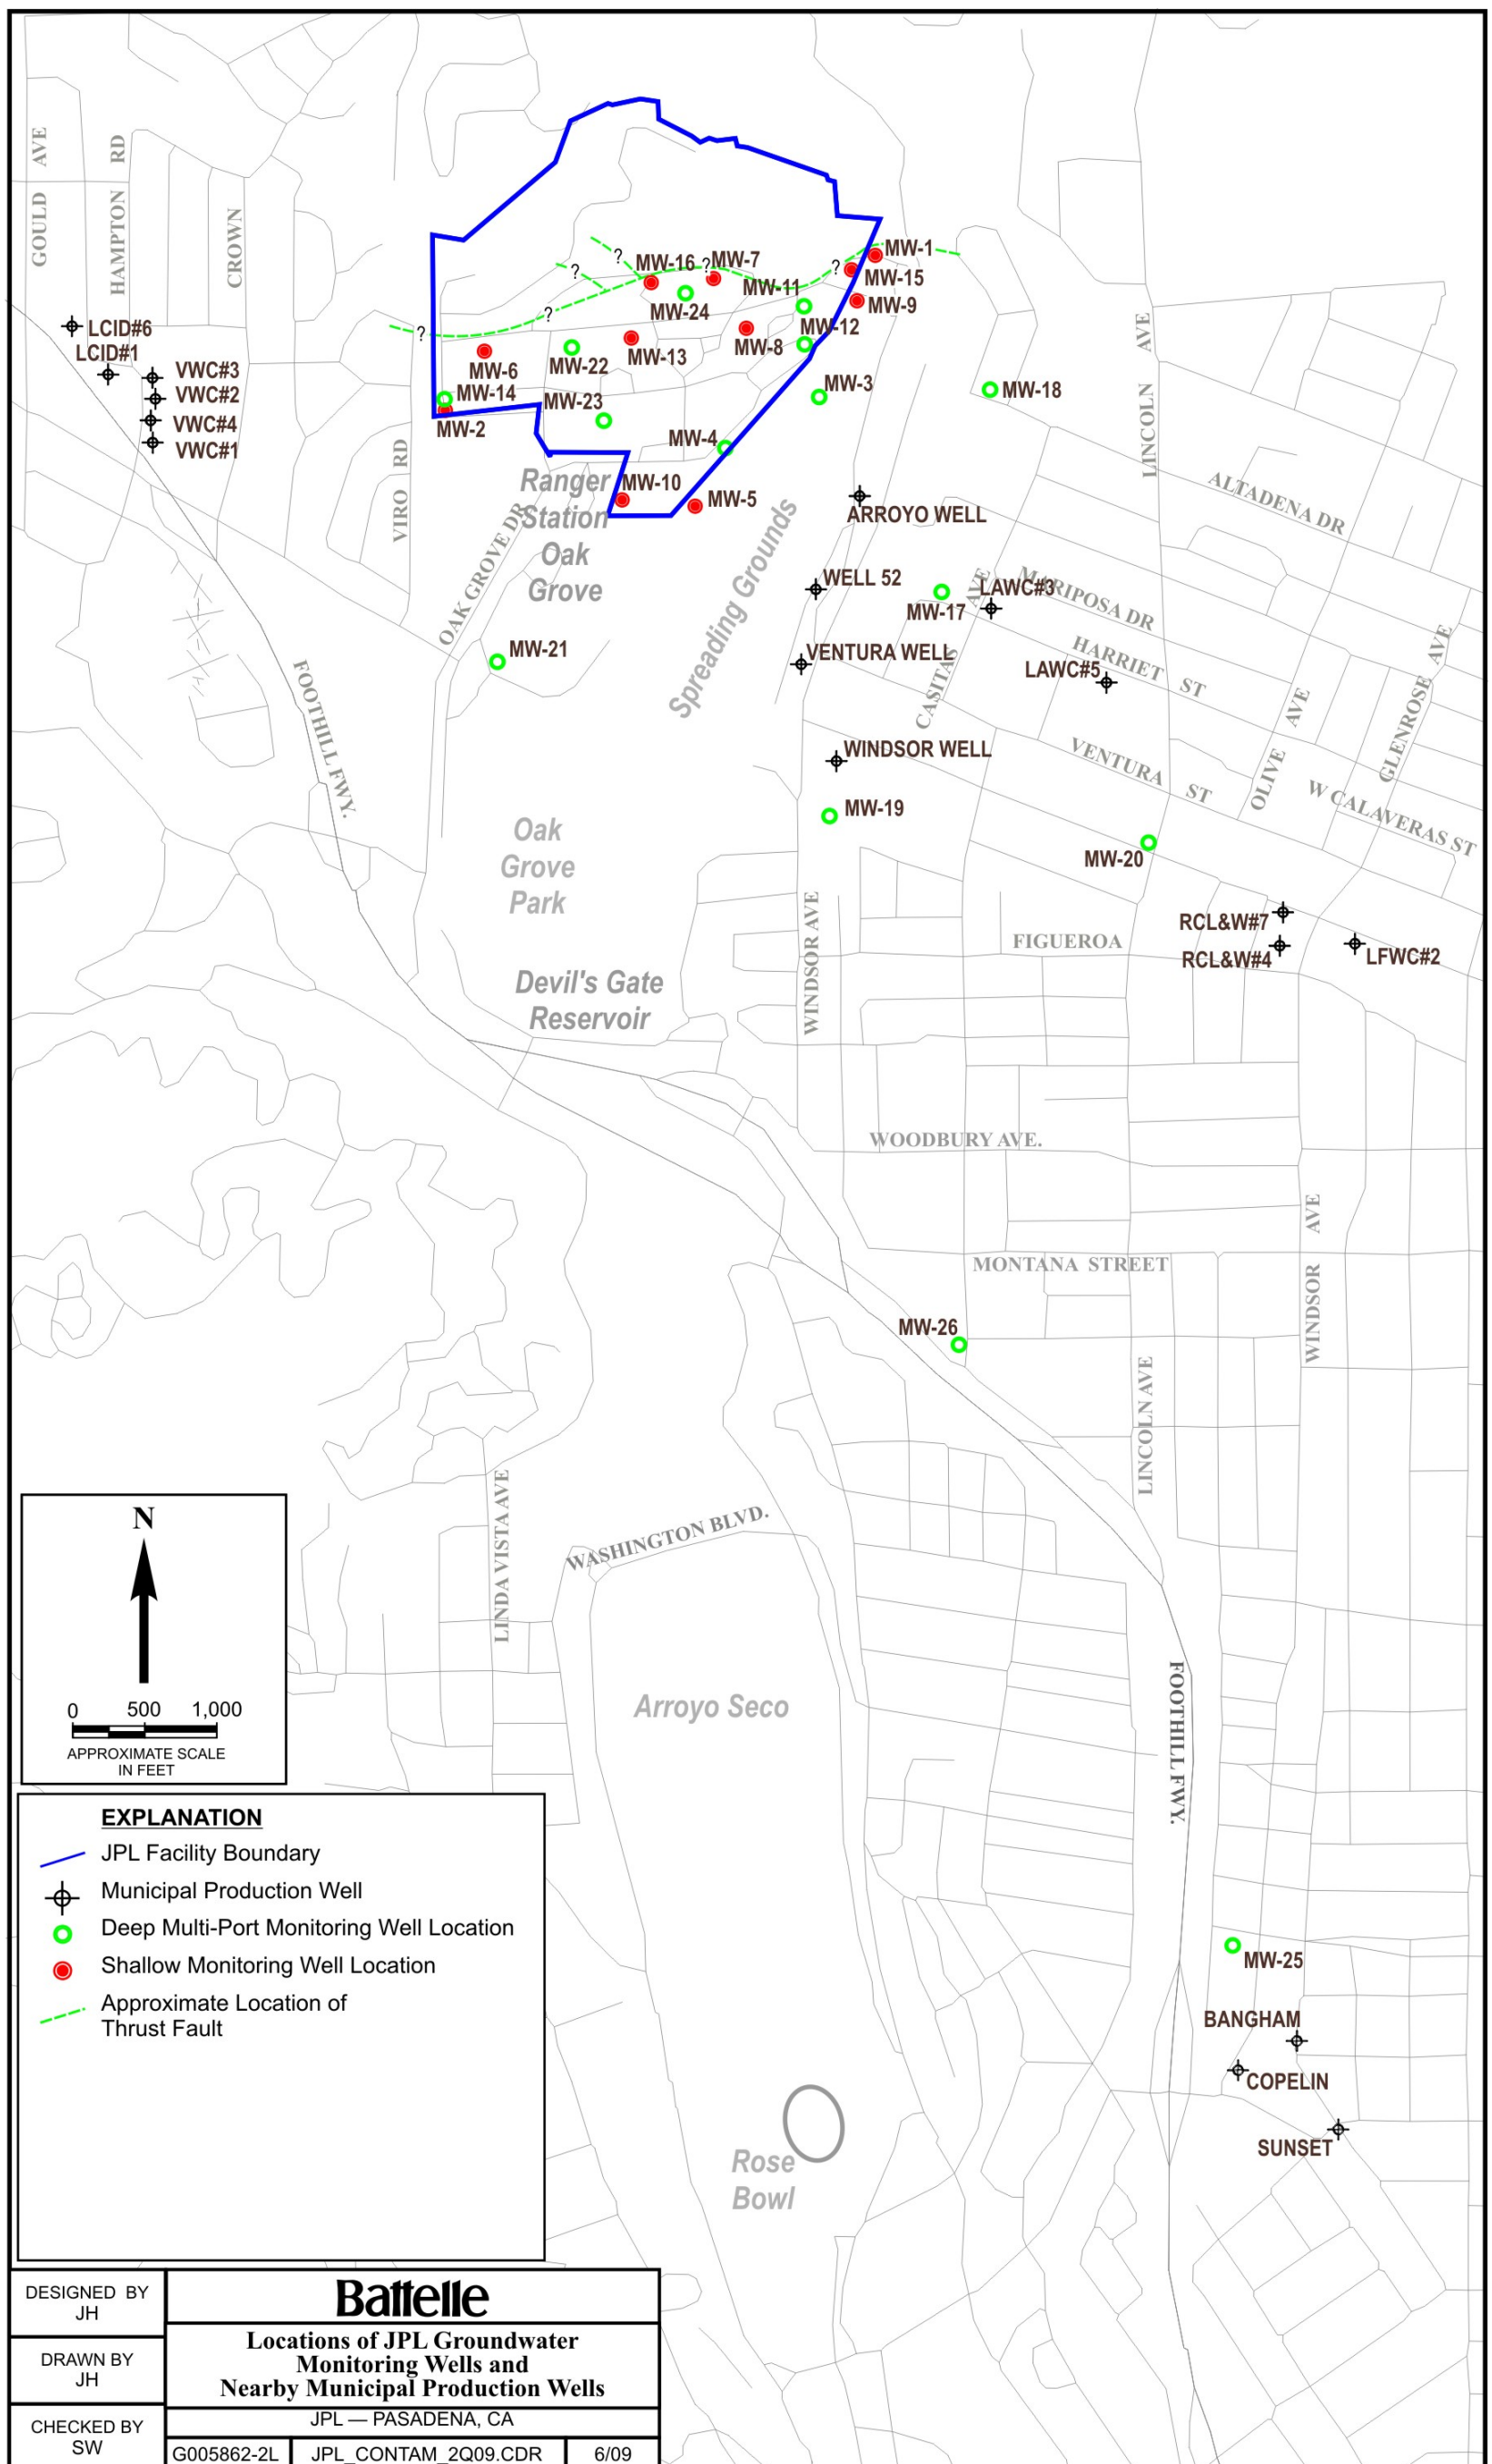 GOULD AVE
HAMPTON RD
CROWN
MW-1
MW-16
?
MW-7
?
?
?
MW-15
MW-11
MW-24
MW-9
?
?
LCID#6
MW-12
LCID#1
MW-8
MW-13
MW-22
MW-6
VWC#3
MW-14
MW-3
MW-18
VWC#2
MW-23
VWC#4
MW-2
MW-4
VWC#1
VIRO RD
LINCOLN AVE
ALTADENA DR
MW-10
MW-5
Ranger
Station
Oak
Grove
OAK GROVE DR
Spreading Grounds
ARROYO WELL
WELL 52
MW-17
LAWC#3
MARIPOSA DR
CASITAS AVE
MW-21
VENTURA WELL
HARRIET ST
LAWC#5
FOOTHILL FWY.
WINDSOR WELL
VENTURA ST
OLIVE AVE
GLENROSE AVE
W CALAVERAS ST
MW-19
Oak
Grove
Park
MW-20
WINDSOR AVE
RCL&W#7
FIGUEROA
RCL&W#4
LFWC#2
Devil's Gate
Reservoir
WOODBURY AVE.
WINDSOR AVE
MONTANA STREET
MW-26
LINCOLN AVE
LINDA VISTA AVE
WASHINGTON BLVD.
N
0 500 1,000
APPROXIMATE SCALE
IN FEET
Arroyo Seco
FOOTHILL FWY.
EXPLANATION
JPL Facility Boundary
Municipal Production Well
Deep Multi-Port Monitoring Well Location
Shallow Monitoring Well Location
Approximate Location of
Thrust Fault
MW-25
BANGHAM
COPELIN
SUNSET
Rose
Bowl
DESIGNED BY
JH
DRAWN BY
JH
CHECKED BY
SW
Battelle
Locations of JPL Groundwater
Monitoring Wells and
Nearby Municipal Production Wells
JPL — PASADENA, CA
G005862-2L JPL_CONTAM_2Q09.CDR 6/09